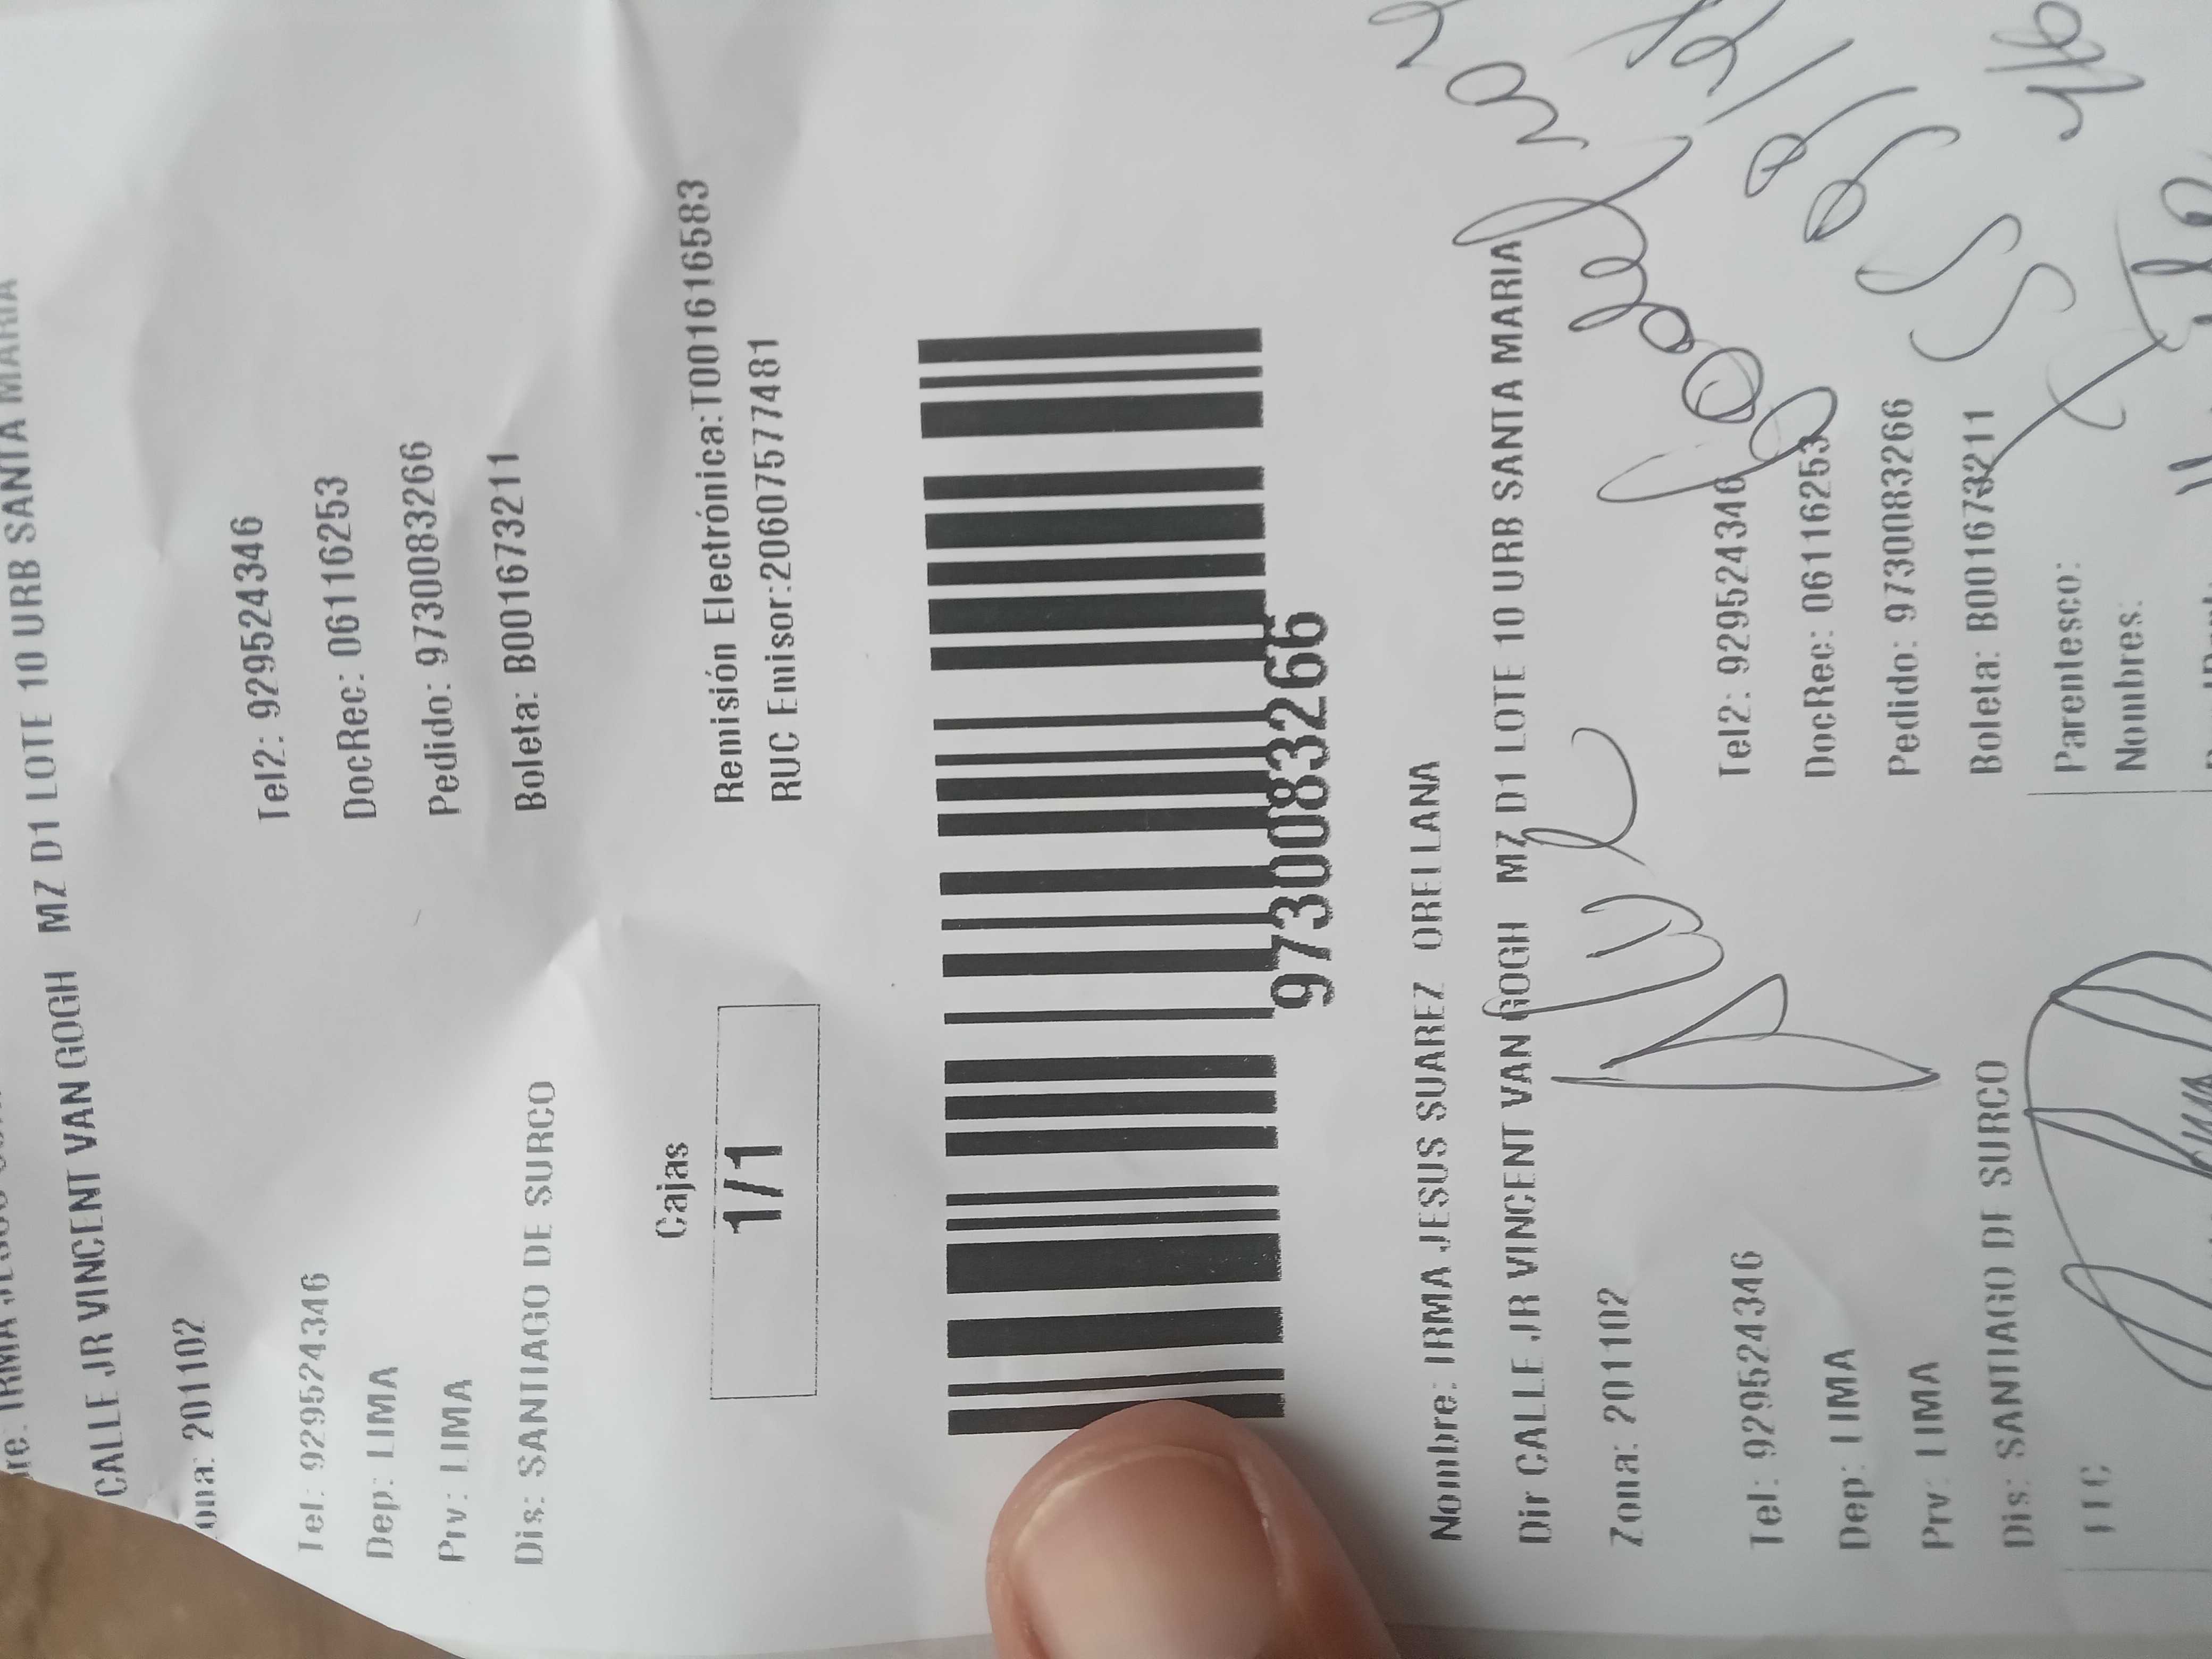 CALLE JR VINCENT VAN GOGH MZ D1 LOTE 10 URB SANTA MARIA
ona: 201102
Tel: 929524346 Tel2: 929524346
Dep: LIMA DocRec: 06116253
Prv: LIMA Pedido: 9730083266
Dis: SANTIAGO DE SURCO Boleta: B001673211
Cajas
1/1
Remisión Electrónica:T001616583
RUC Emisor:20607577481
9730083266
Nombre: IRMA JESUS SUAREZ ORELLANA
Dir CALLE JR VINCENT VAN GOGH MZ D1 LOTE 10 URB SANTA MARIA
Zona: 201102
Tel: 929524346 Tel2: 929524346
Dep: LIMA DocRec: 06116253
Prv: LIMA Pedido: 9730083266
Dis: SANTIAGO DE SURCO Boleta: B001673211
Parentesco:
Nombres: